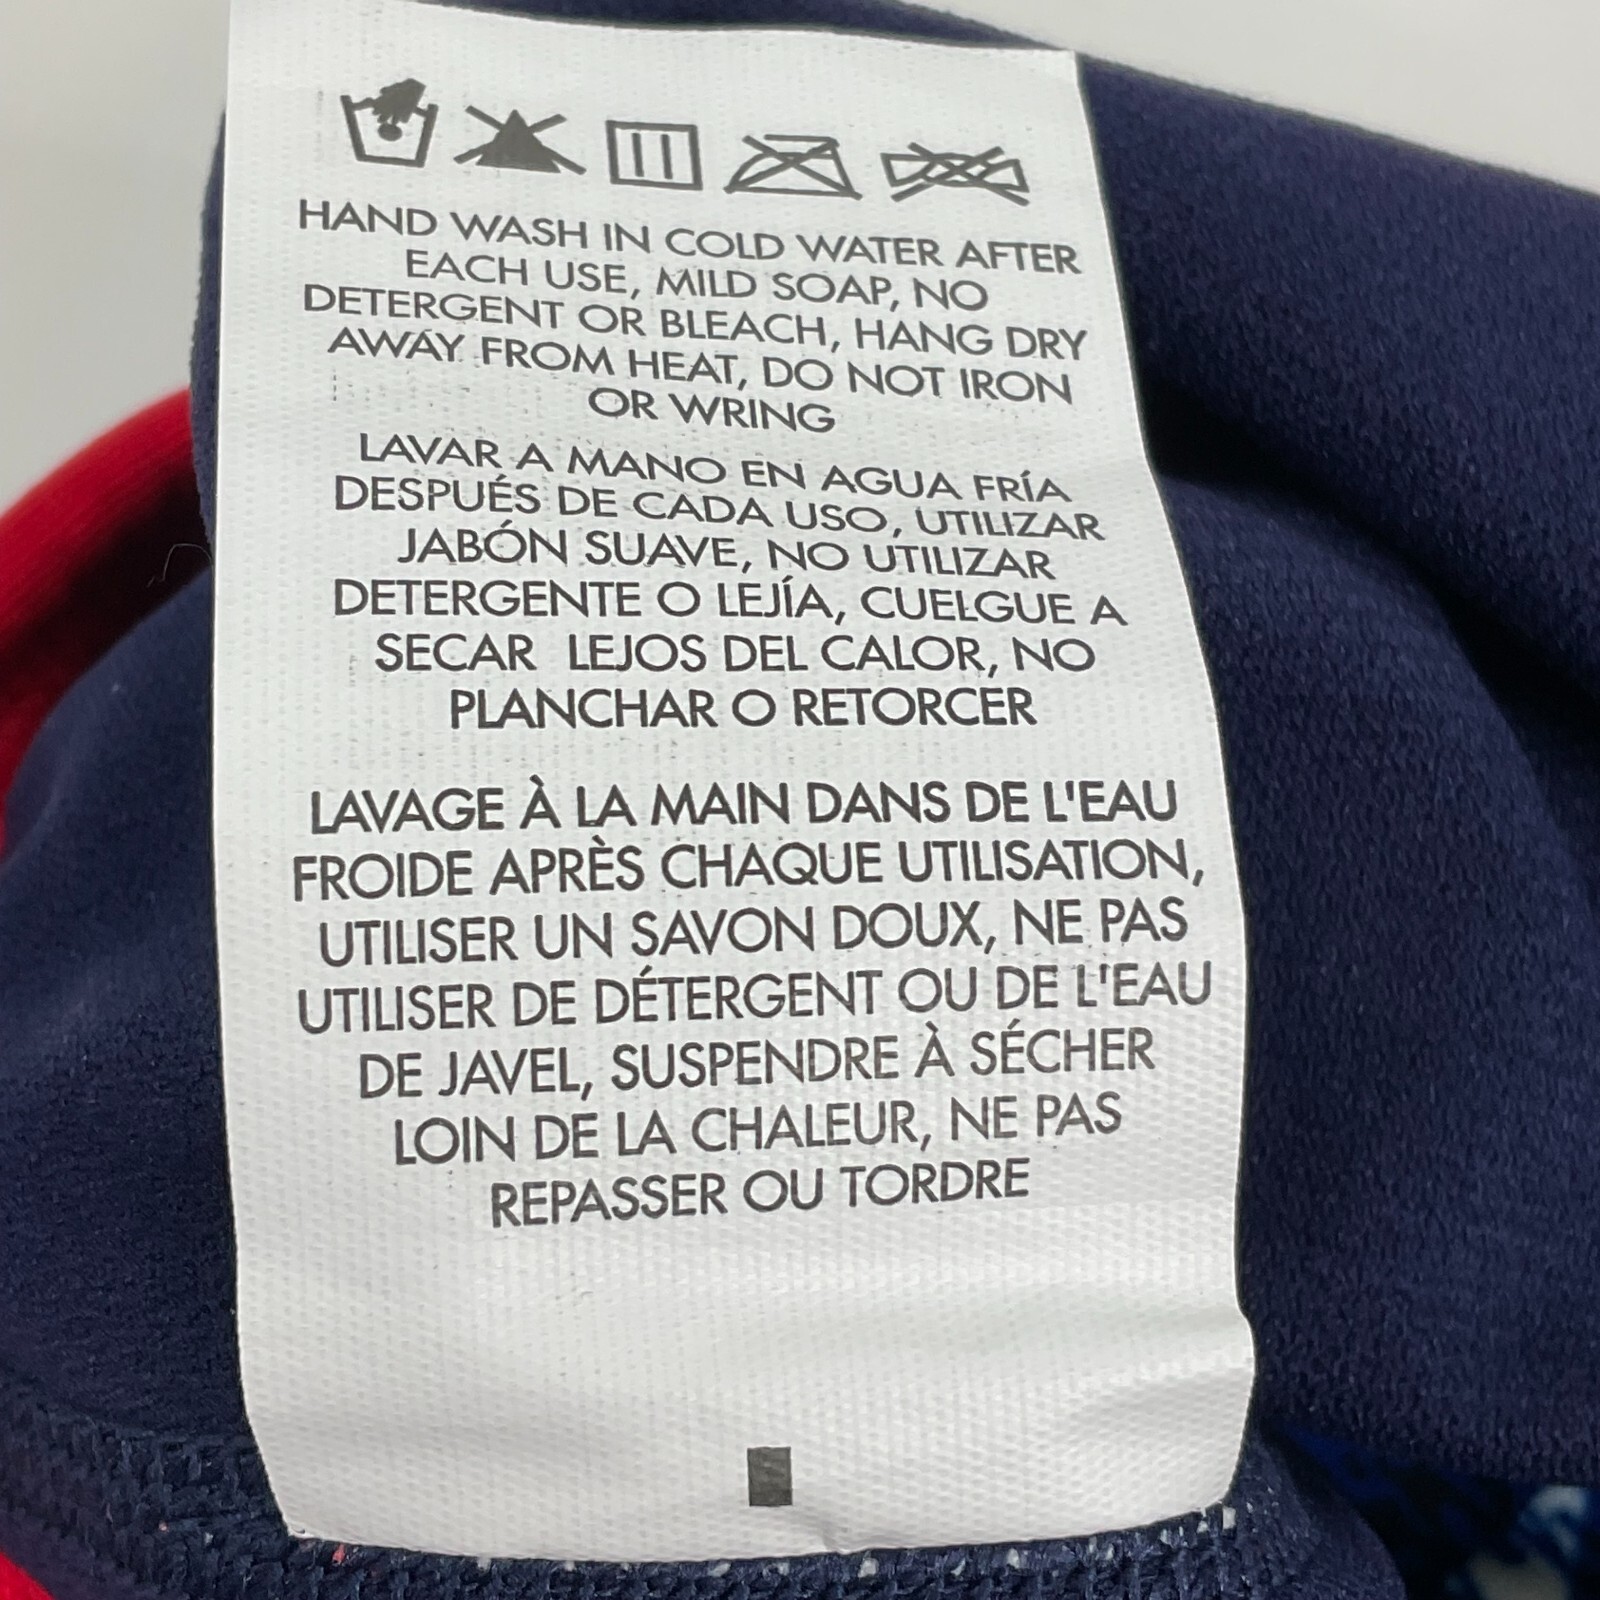 HAND WASH IN COLD WATER AFTER
EACH USE, MILD SOAP, NO
DETERGENT OR BLEACH, HANG DRY
AWAY FROM HEAT, DO NOT IRON
OR WRING
LAVAR A MANO EN AGUA FRÍA
DESPUÉS DE CADA USO, UTILIZAR
JABÓN SUAVE, NO UTILIZAR
DETERGENTE O LEJÍA, CUELGUE A
SECAR LEJOS DEL CALOR, NO
PLANCHAR O RETORCER
LAVAGE À LA MAIN DANS DE L'EAU
FROIDE APRÈS CHAQUE UTILISATION,
UTILISER UN SAVON DOUX, NE PAS
UTILISER DE DÉTERGENT OU DE L'EAU
DE JAVEL, SUSPENDRE À SÉCHER
LOIN DE LA CHALEUR, NE PAS
REPASSER OU TORDRE